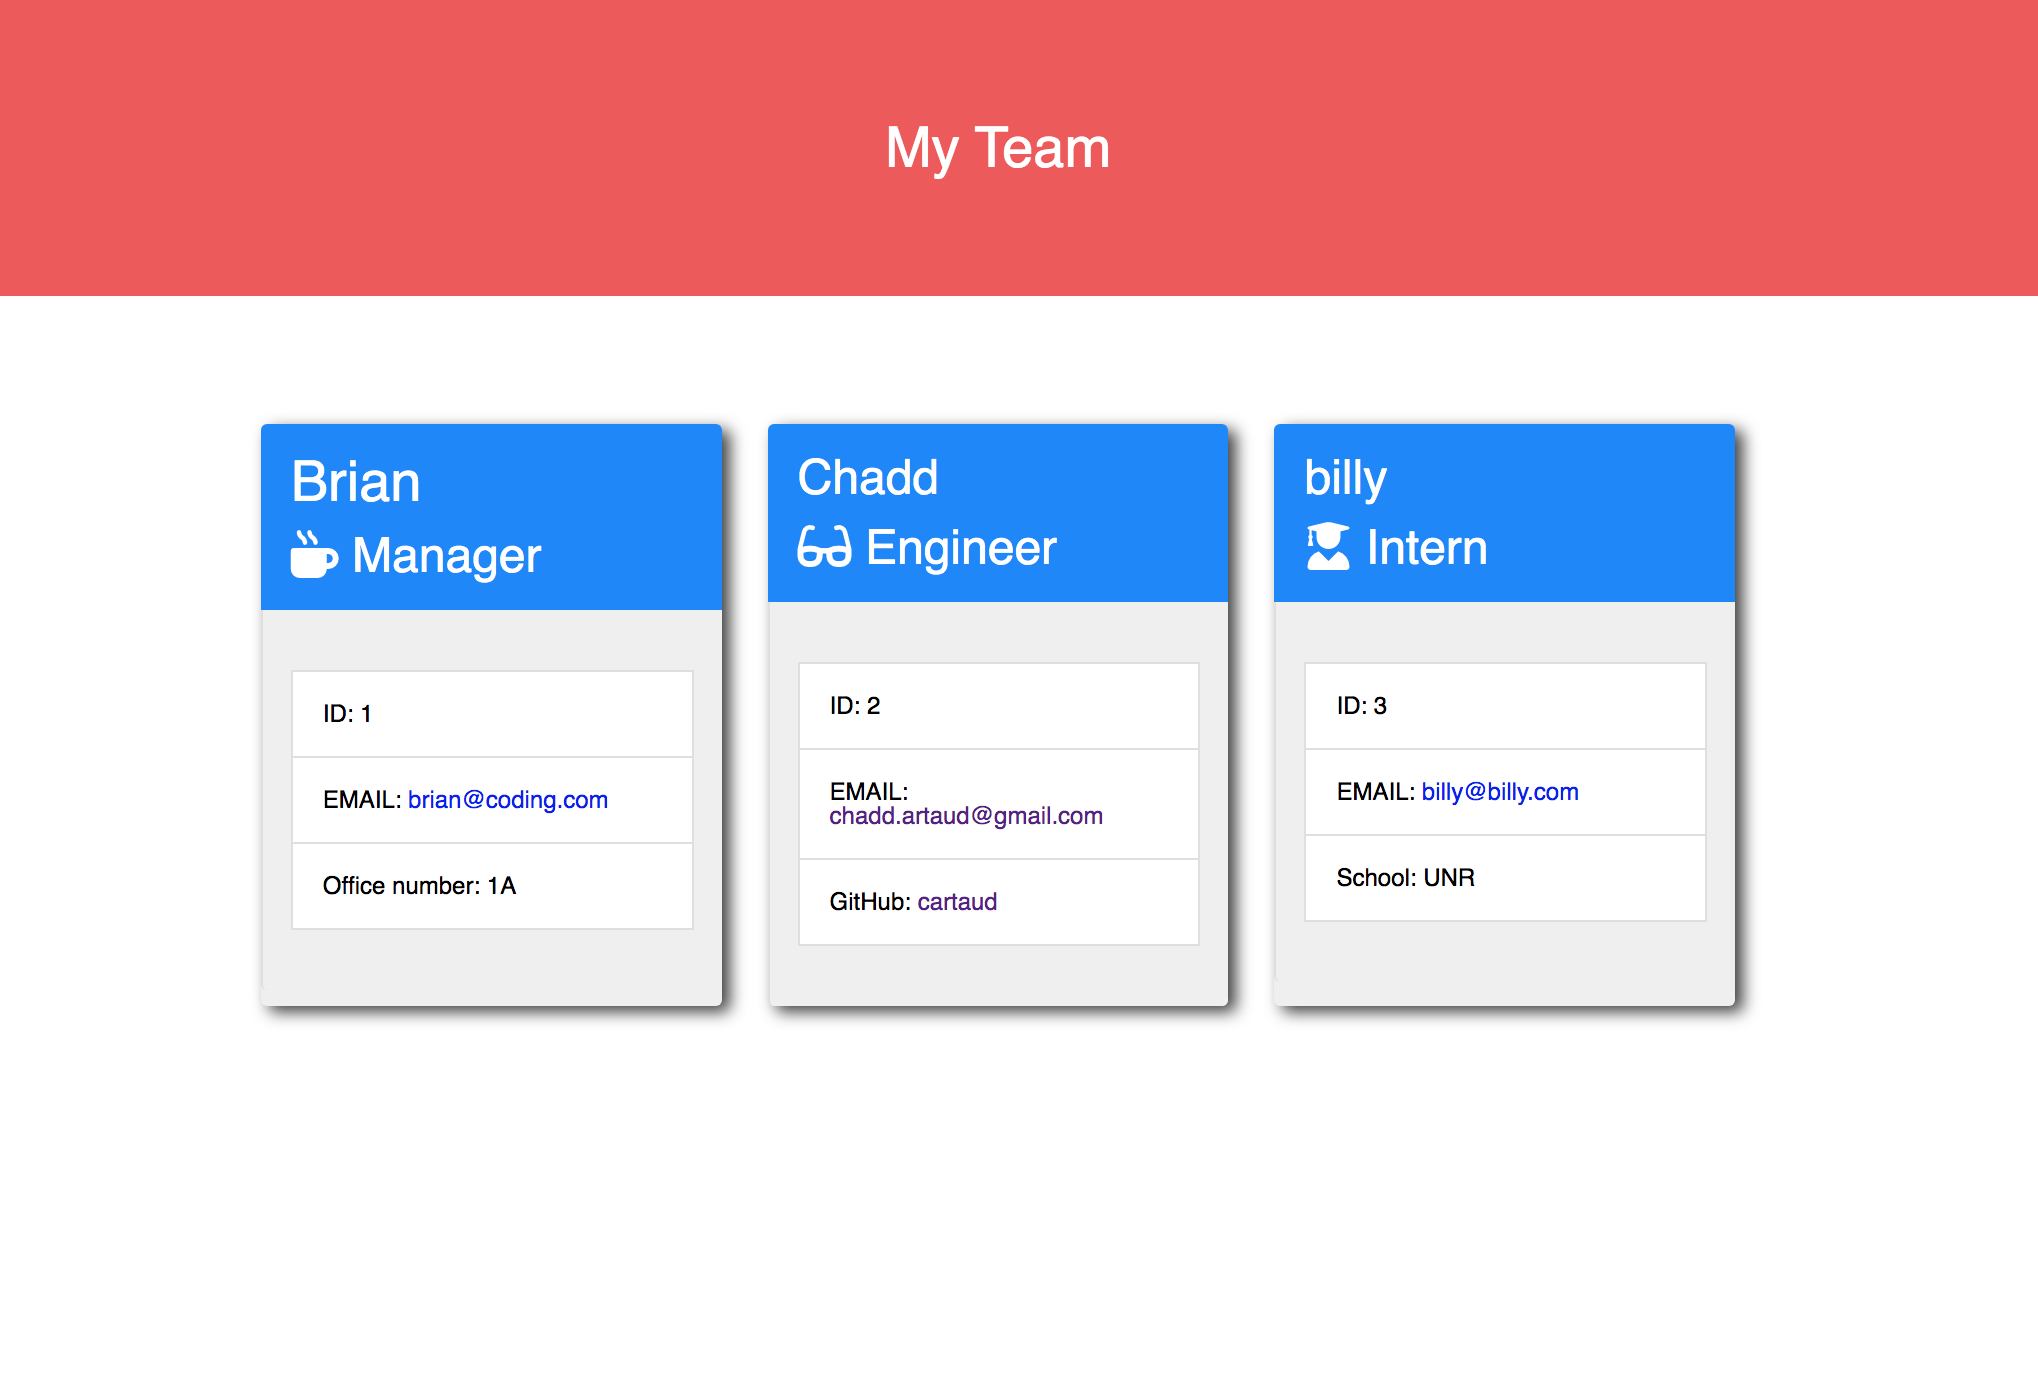 My Team
Brian
Manager
ID: 1
EMAIL: brian@coding.com
Office number: 1A
Chadd
Engineer
ID: 2
EMAIL:
chadd.artaud@gmail.com
GitHub: cartaud
billy
Intern
ID: 3
EMAIL: billy@billy.com
School: UNR